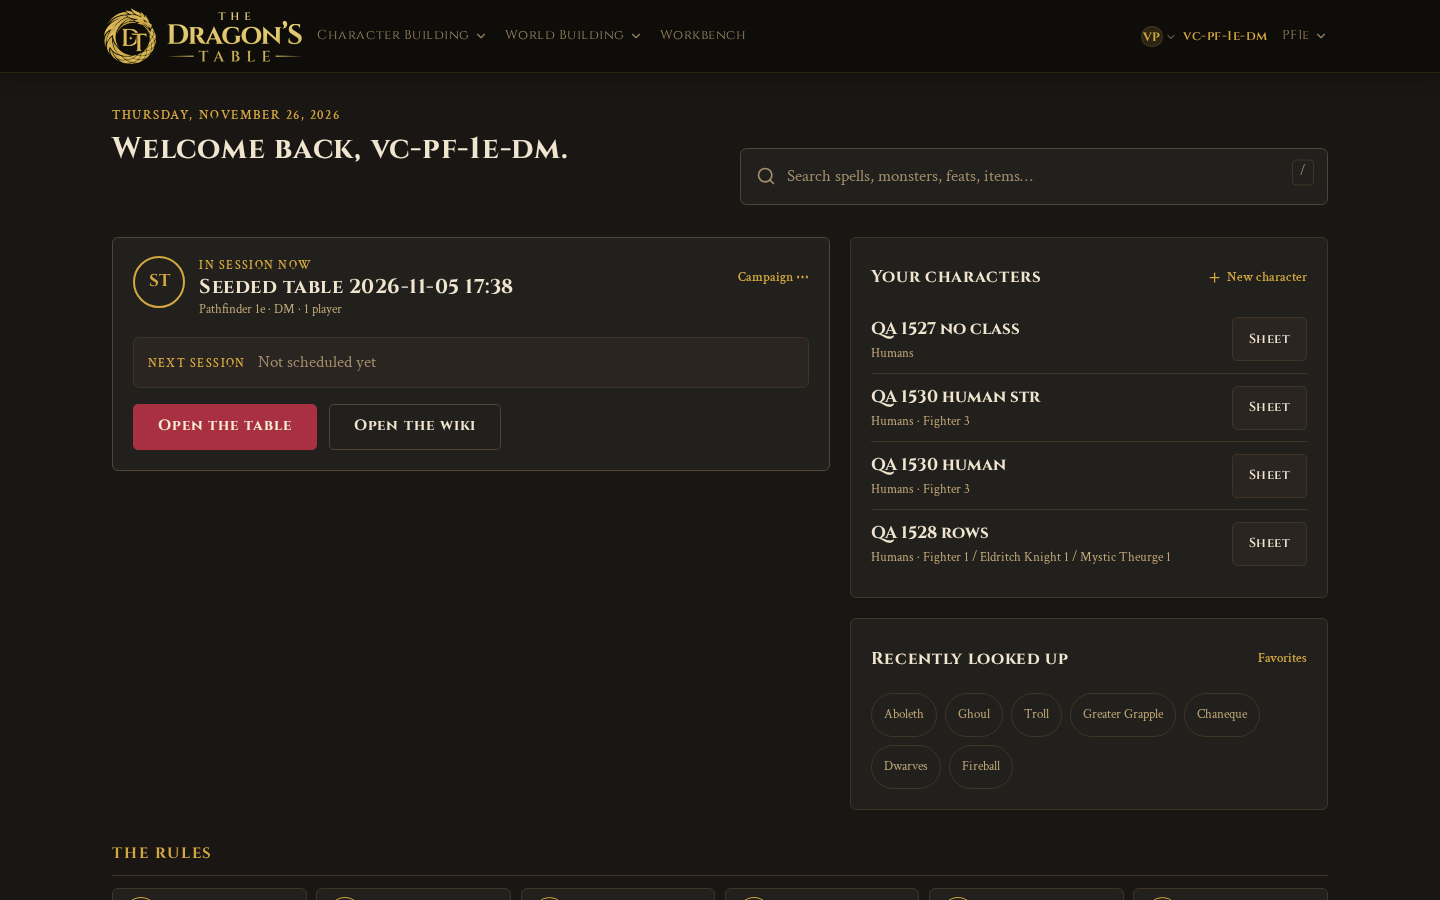 THE
DRAGON'S
TABLE
DT
Character Building
World Building
Workbench
VP
vc-pf-1e-dm
PF1e
THURSDAY, NOVEMBER 26, 2026
Welcome back, vc-pf-1e-dm.
Search spells, monsters, feats, items...
/
ST
IN SESSION NOW
Seeded table 2026-11-05 17:38
Pathfinder 1e · DM · 1 player
Campaign ···
NEXT SESSION Not scheduled yet
Open the table
Open the wiki
Your characters
+ New character
QA 1527 no class
Humans
Sheet
QA 1530 Human STR
Humans · Fighter 3
Sheet
QA 1530 Human
Humans · Fighter 3
Sheet
QA 1528 rows
Humans · Fighter 1 / Eldritch Knight 1 / Mystic Theurge 1
Sheet
Recently looked up
Favorites
Aboleth
Ghoul
Troll
Greater Grapple
Chaneque
Dwarves
Fireball
THE RULES